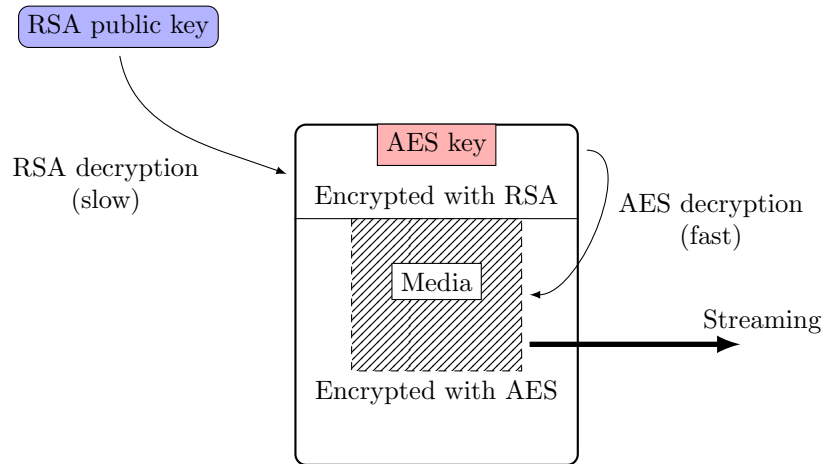 RSA public key
AES key
RSA decryption
(slow)
Encrypted with RSA
AES decryption
(fast)
Media
Streaming
Encrypted with AES